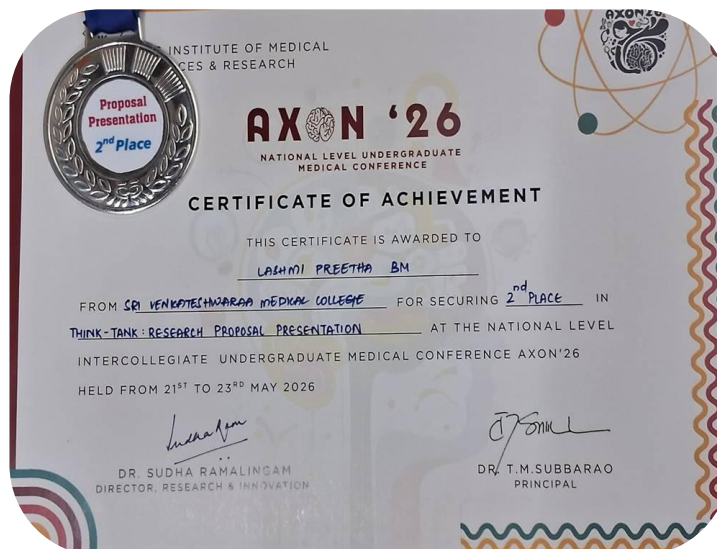 INSTITUTE OF MEDICAL
& RESEARCH
AXON26
Proposal
Presentation
2nd Place
AXON '26
NATIONAL LEVEL UNDERGRADUATE
MEDICAL CONFERENCE
CERTIFICATE OF ACHIEVEMENT
THIS CERTIFICATE IS AWARDED TO
LASHMI PREETHA BM
FROM SRI VENKATESHWARAA MEDICAL COLLEGE FOR SECURING 2nd PLACE IN
THINK-TANK: RESEARCH PROPOSAL PRESENTATION AT THE NATIONAL LEVEL
INTERCOLLEGIATE UNDERGRADUATE MEDICAL CONFERENCE AXON'26
HELD FROM 21ST TO 23RD MAY 2026
DR. SUDHA RAMALINGAM
DIRECTOR, RESEARCH & INNOVATION
DR. T.M.SUBBARAO
PRINCIPAL